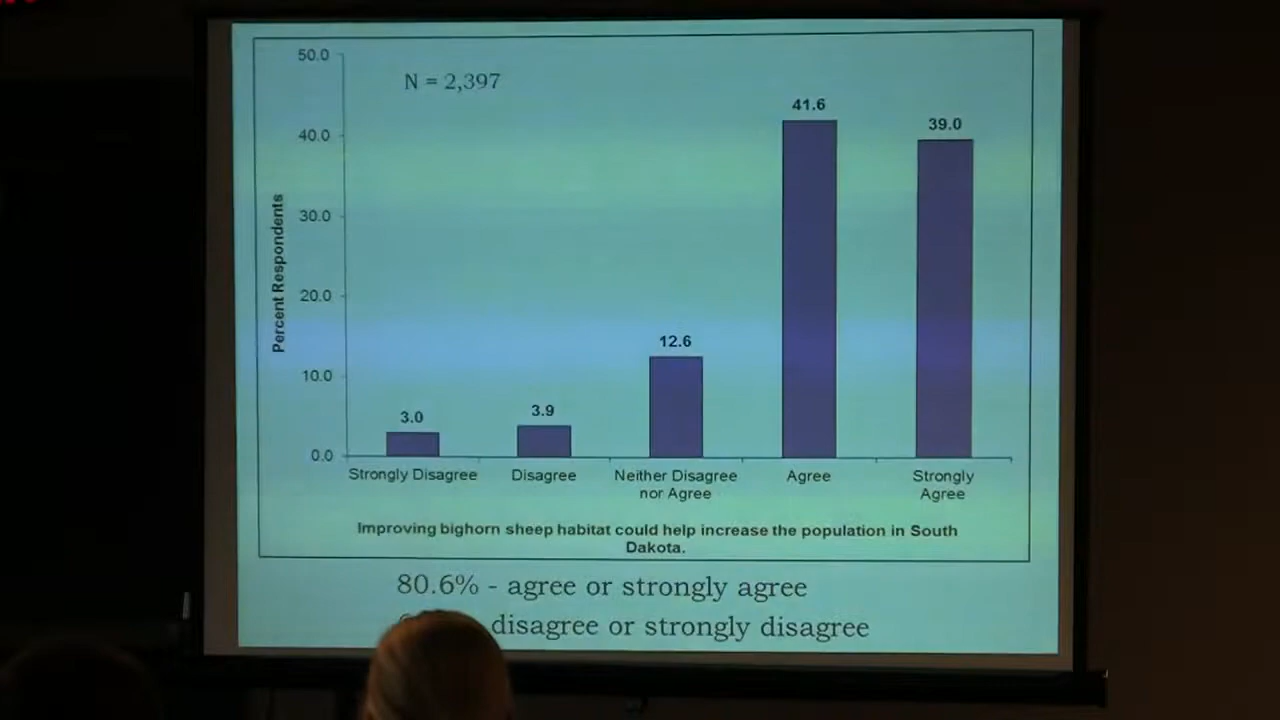 50.0
N = 2,397
41.6
39.0
40.0
30.0
Percent Respondents
20.0
12.6
10.0
3.0
3.9
0.0
Strongly Disagree
Disagree
Neither Disagree
nor Agree
Agree
Strongly
Agree
Improving bighorn sheep habitat could help increase the population in South
Dakota.
80.6% - agree or strongly agree
disagree or strongly disagree